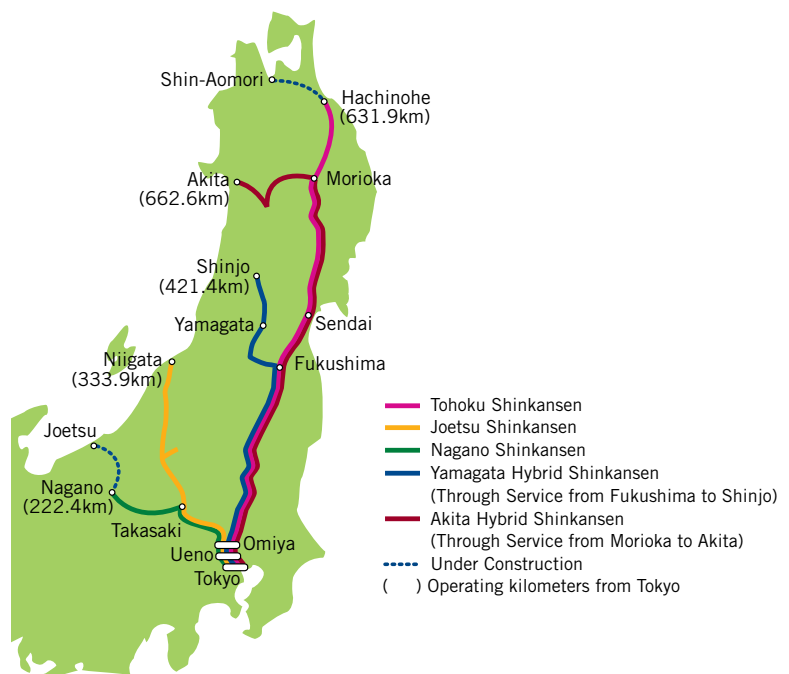 Shin-Aomori
Hachinohe
(631.9km)
Akita
(662.6km)
Morioka
Shinjo
(421.4km)
Yamagata
Sendai
Niigata
(333.9km)
Fukushima
Joetsu
Nagano
(222.4km)
Takasaki
Ueno
Omiya
Tokyo
Tohoku Shinkansen
Joetsu Shinkansen
Nagano Shinkansen
Yamagata Hybrid Shinkansen
(Through Service from Fukushima to Shinjo)
Akita Hybrid Shinkansen
(Through Service from Morioka to Akita)
Under Construction
( ) Operating kilometers from Tokyo